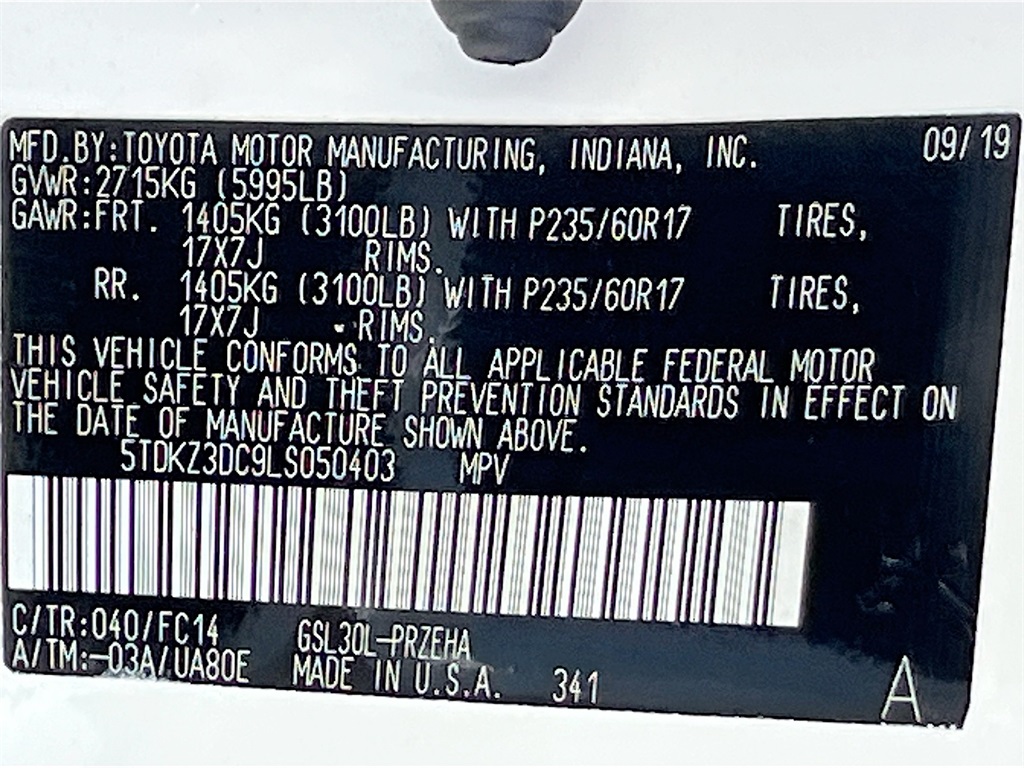 MFD.BY:TOYOTA MOTOR MANUFACTURING, INDIANA, INC. 09/19
GVWR:2715KG (5995LB)
GAWR:FRT. 1405KG (3100LB) WITH P235/60R17 TIRES,
17X7J RIMS.
RR. 1405KG (3100LB) WITH P235/60R17 TIRES,
17X7J RIMS.
THIS VEHICLE CONFORMS TO ALL APPLICABLE FEDERAL MOTOR
VEHICLE SAFETY AND THEFT PREVENTION STANDARDS IN EFFECT ON
THE DATE OF MANUFACTURE SHOWN ABOVE.
5TDKZ3DC9LS050403 MPV
C/TR:040/FC14 GSL30L-PRZEHA
A/TM:-03A/UA80E MADE IN U.S.A. 341 A